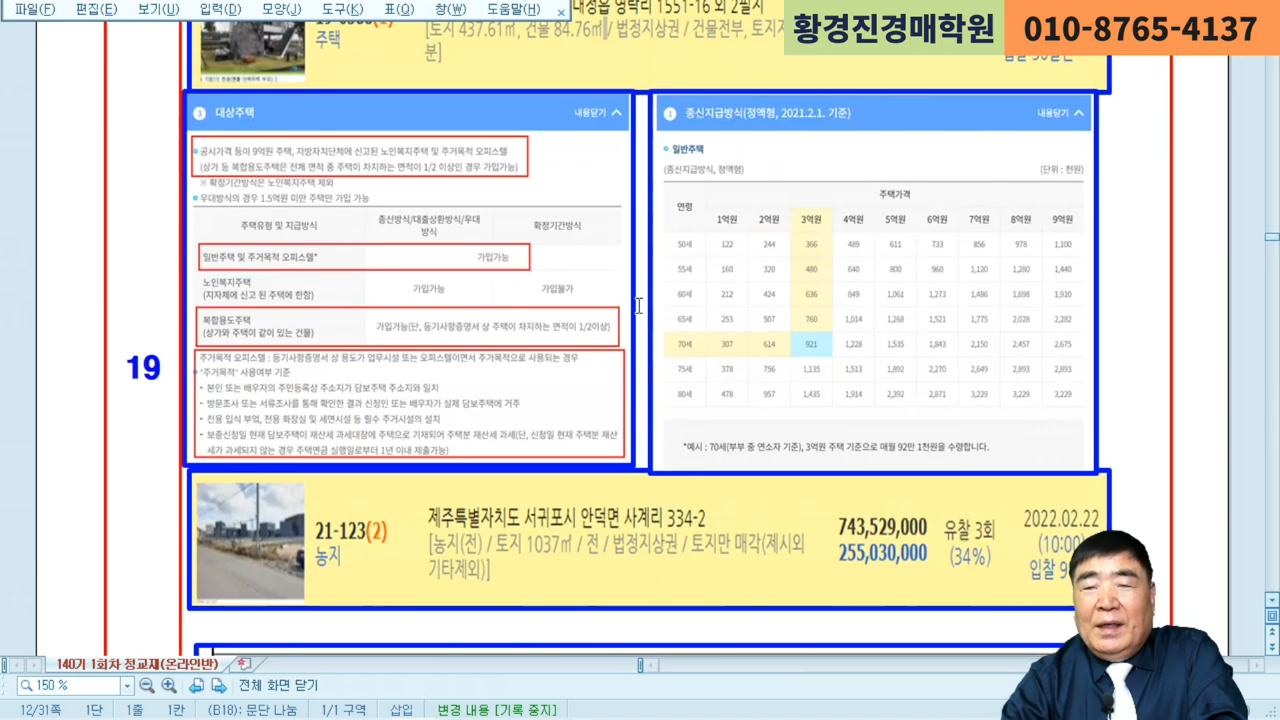 파일(F) 편집(E) 보기(U) 입력(D) 모양(J) 도구(K) 표(Q) 창(W) 도움말(H)
황경진경매학원 010-8765-4137
주택
[토지 437.61㎡, 건물 84.76㎡ / 법정지상권 / 건물전부, 토지지
분]
3 대상주택 내용닫기
공시가격 등이 9억원 주택, 지방자치단체에 신고된 노인복지주택 및 주거목적 오피스텔
(상가 등 복합용도주택은 전체 면적 중 주택이 차지하는 면적이 1/2 이상인 경우 가입가능)
※ 확정기간방식은 노인복지주택 제외
우대방식의 경우 1.5억원 미만 주택만 가입 가능
주택유형 및 지급방식 종신방식/대출상환방식/우대방식 확정기간방식
일반주택 및 주거목적 오피스텔* 가입가능
노인복지주택
(지자체에 신고 된 주택에 한함) 가입가능 가입불가
복합용도주택
(상가와 주택이 같이 있는 건물) 가입가능(단, 등기사항증명서 상 주택이 차지하는 면적이 1/2이상)
주거목적 오피스텔 : 등기사항증명서 상 용도가 업무시설 또는 오피스텔이면서 주거목적으로 사용되는 경우
"주거목적" 사용여부 기준
- 본인 또는 배우자의 주민등록상 주소지가 담보주택 주소지와 일치
- 방문조사 또는 서류조사를 통해 확인한 결과 신청인 또는 배우자가 실제 담보주택에 거주
- 전용 입식 부엌, 전용 화장실 및 세면시설 등 필수 주거시설의 설치
- 보증신청일 현재 담보주택이 재산세 과세대장에 주택으로 기재되어 주택분 재산세 과세(단, 신청일 현재 주택분 재산
세가 과세되지 않는 경우 주택연금 실행일로부터 1년 이내 제출가능)
1 종신지급방식(정액형, 2021.2.1. 기준) 내용닫기
일반주택
(종신지급방식, 정액형) (단위 : 천원)
연령 주택가격
1억원 2억원 3억원 4억원 5억원 6억원 7억원 8억원 9억원
50세 122 244 366 489 611 733 856 978 1,100
55세 160 320 480 640 800 960 1,120 1,280 1,440
60세 212 424 636 849 1,061 1,273 1,486 1,698 1,910
65세 253 507 760 1,014 1,268 1,521 1,775 2,028 2,282
70세 307 614 921 1,228 1,535 1,843 2,150 2,457 2,675
75세 378 756 1,135 1,513 1,892 2,270 2,649 2,893 2,893
80세 478 957 1,435 1,914 2,392 2,871 3,229 3,229 3,229
*예시 : 70세(부부 중 연소자 기준), 3억원 주택 기준으로 매월 92만 1천원을 수령합니다.
19
21-123(2)
농지
제주특별자치도 서귀포시 안덕면 사계리 334-2
[농지(전) / 토지 1037㎡ / 전 / 법정지상권 / 토지만 매각(제시외
기타제외)]
743,529,000
255,030,000
유찰 3회
(34%)
2022.02.22
(10:00)
140기 1회차 정교재(온라인반)
150 % 전체 화면 닫기
12/31쪽 1단 1줄 1칸 (B18): 문단 나눔 1/1 구역 삽입 변경 내용 [기록 중지]